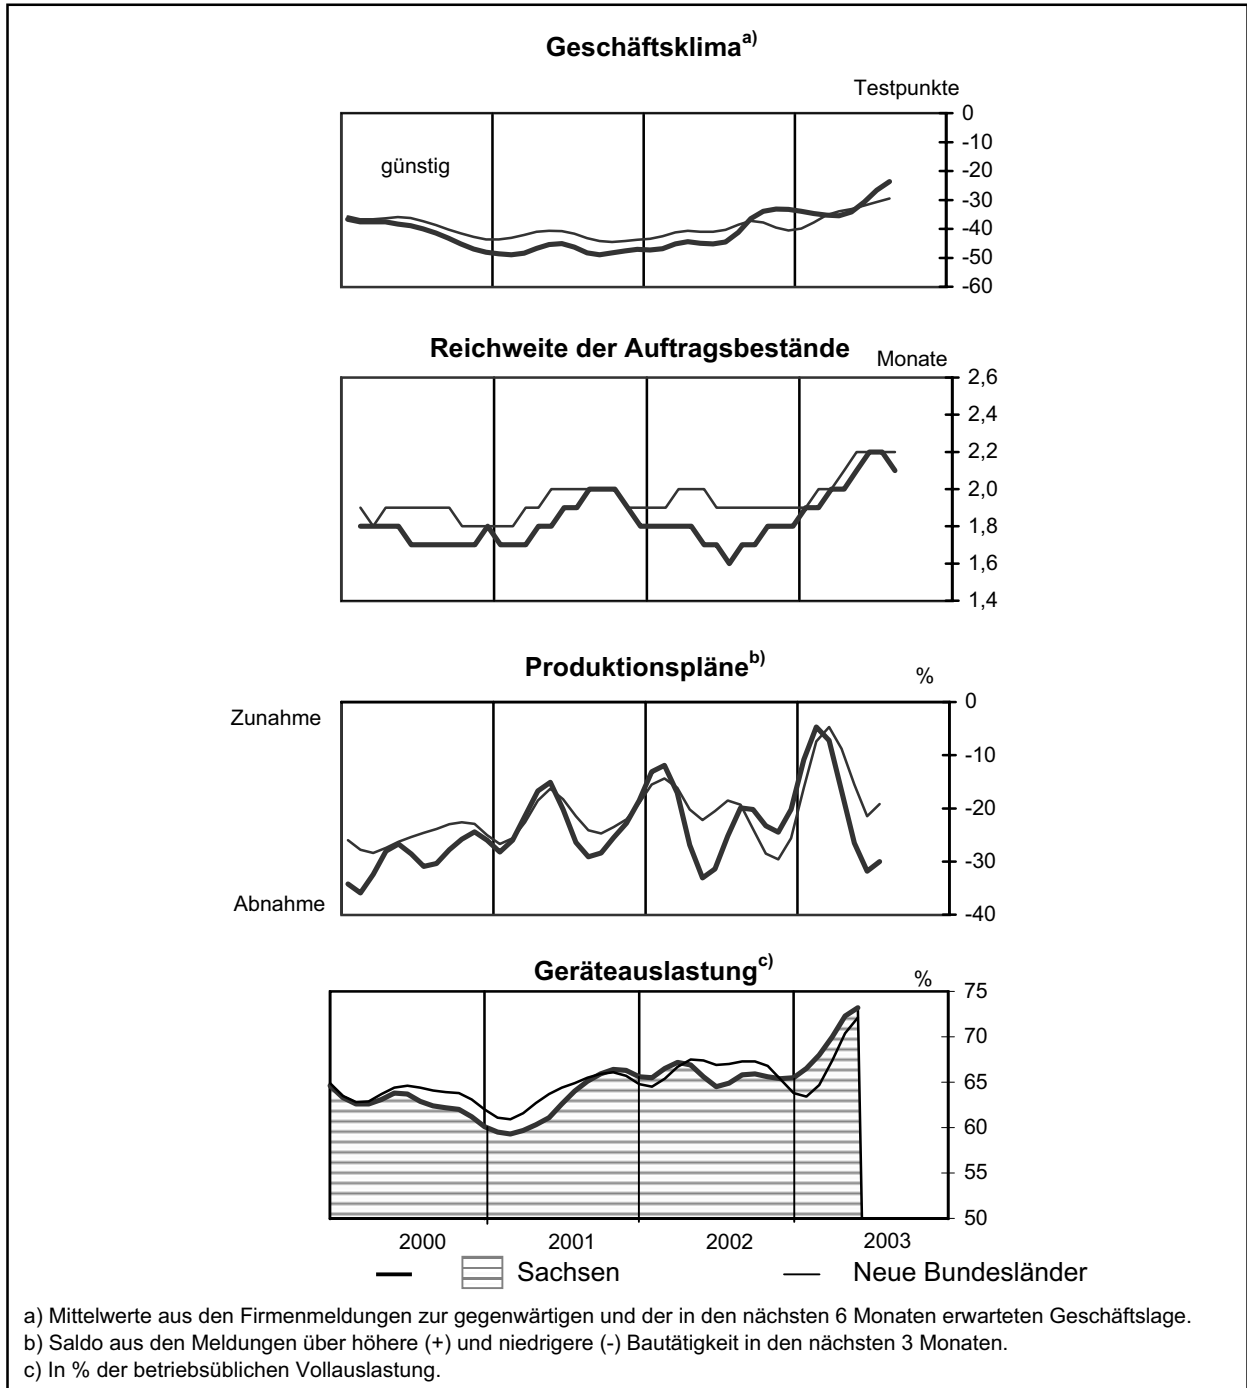 Geschäftsklima a)
Testpunkte
günstig
0
-10
-20
-30
-40
-50
-60
Reichweite der Auftragsbestände
Monate
2,6
2,4
2,2
2,0
1,8
1,6
1,4
Produktionspläne b)
%
Zunahme
Abnahme
0
-10
-20
-30
-40
Geräteauslastung c)
%
75
70
65
60
55
50
2000 2001 2002 2003
Sachsen Neue Bundesländer
a) Mittelwerte aus den Firmenmeldungen zur gegenwärtigen und der in den nächsten 6 Monaten erwarteten Geschäftslage.
b) Saldo aus den Meldungen über höhere (+) und niedrigere (-) Bautätigkeit in den nächsten 3 Monaten.
c) In % der betriebsüblichen Vollauslastung.